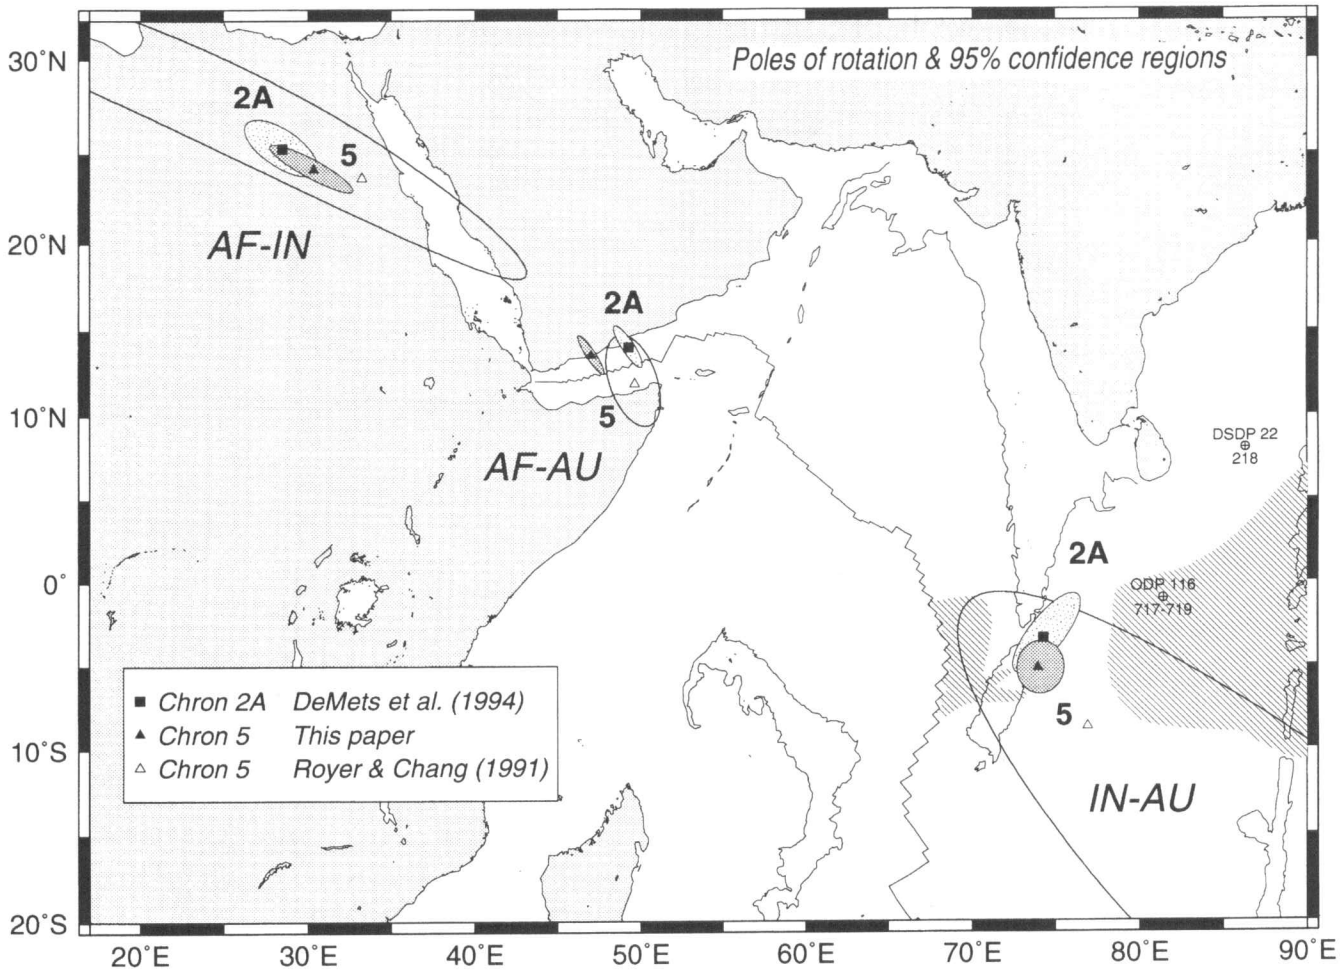 Poles of rotation & 95% confidence regions
30°N
2A
5
AF-IN
20°N
2A
10°N
5
AF-AU
DSDP 22
218
2A
0°
ODP 116
717-719
Chron 2A DeMets et al. (1994)
Chron 5 This paper
Chron 5 Royer & Chang (1991)
5
10°S
IN-AU
20°S
20°E 30°E 40°E 50°E 60°E 70°E 80°E 90°E